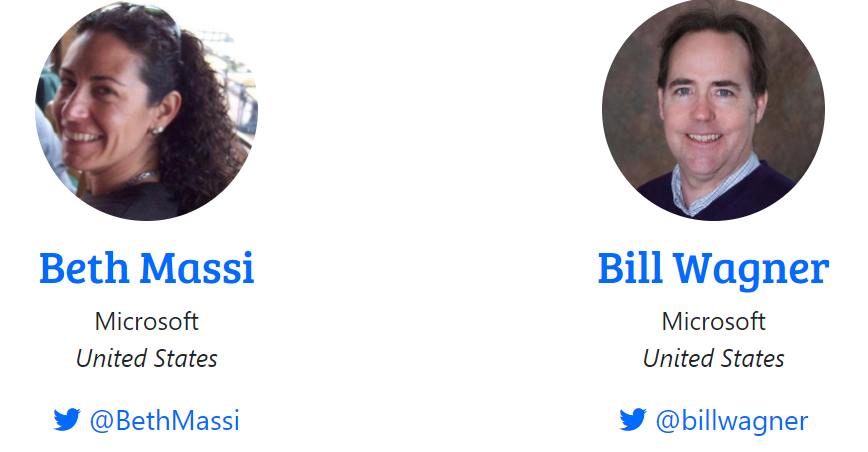 Beth Massi
Microsoft
United States
@BethMassi
Bill Wagner
Microsoft
United States
@billwagner